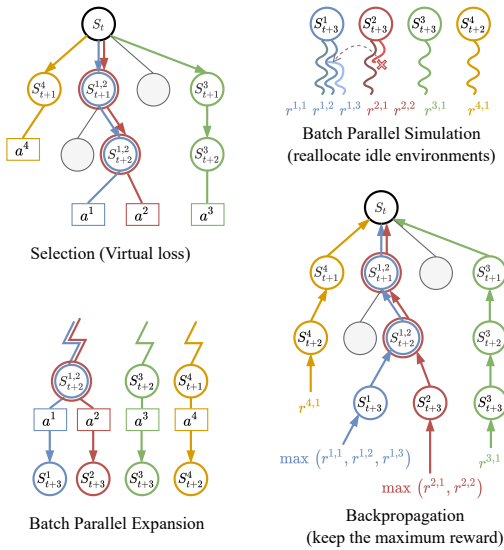 S_t
S^4_{t+1}
S^{1,2}_{t+1}
S^3_{t+1}
a^4
S^{1,2}_{t+2}
S^3_{t+2}
a^1
a^2
a^3
Selection (Virtual loss)
S^1_{t+3}
S^2_{t+3}
S^3_{t+3}
S^4_{t+2}
r^{1,1} r^{1,2} r^{1,3} r^{2,1} r^{2,2} r^{3,1} r^{4,1}
Batch Parallel Simulation
(reallocate idle environments)
S^{1,2}_{t+2}
S^3_{t+2}
S^4_{t+1}
a^1
a^2
a^3
a^4
S^1_{t+3}
S^2_{t+3}
S^3_{t+3}
S^4_{t+2}
Batch Parallel Expansion
S_t
S^4_{t+1}
S^{1,2}_{t+1}
S^3_{t+1}
S^4_{t+2}
S^{1,2}_{t+2}
S^3_{t+2}
r^{4,1}
S^1_{t+3}
S^2_{t+3}
S^3_{t+3}
max (r^{1,1}, r^{1,2}, r^{1,3})
r^{3,1}
max (r^{2,1}, r^{2,2})
Backpropagation
(keep the maximum reward)